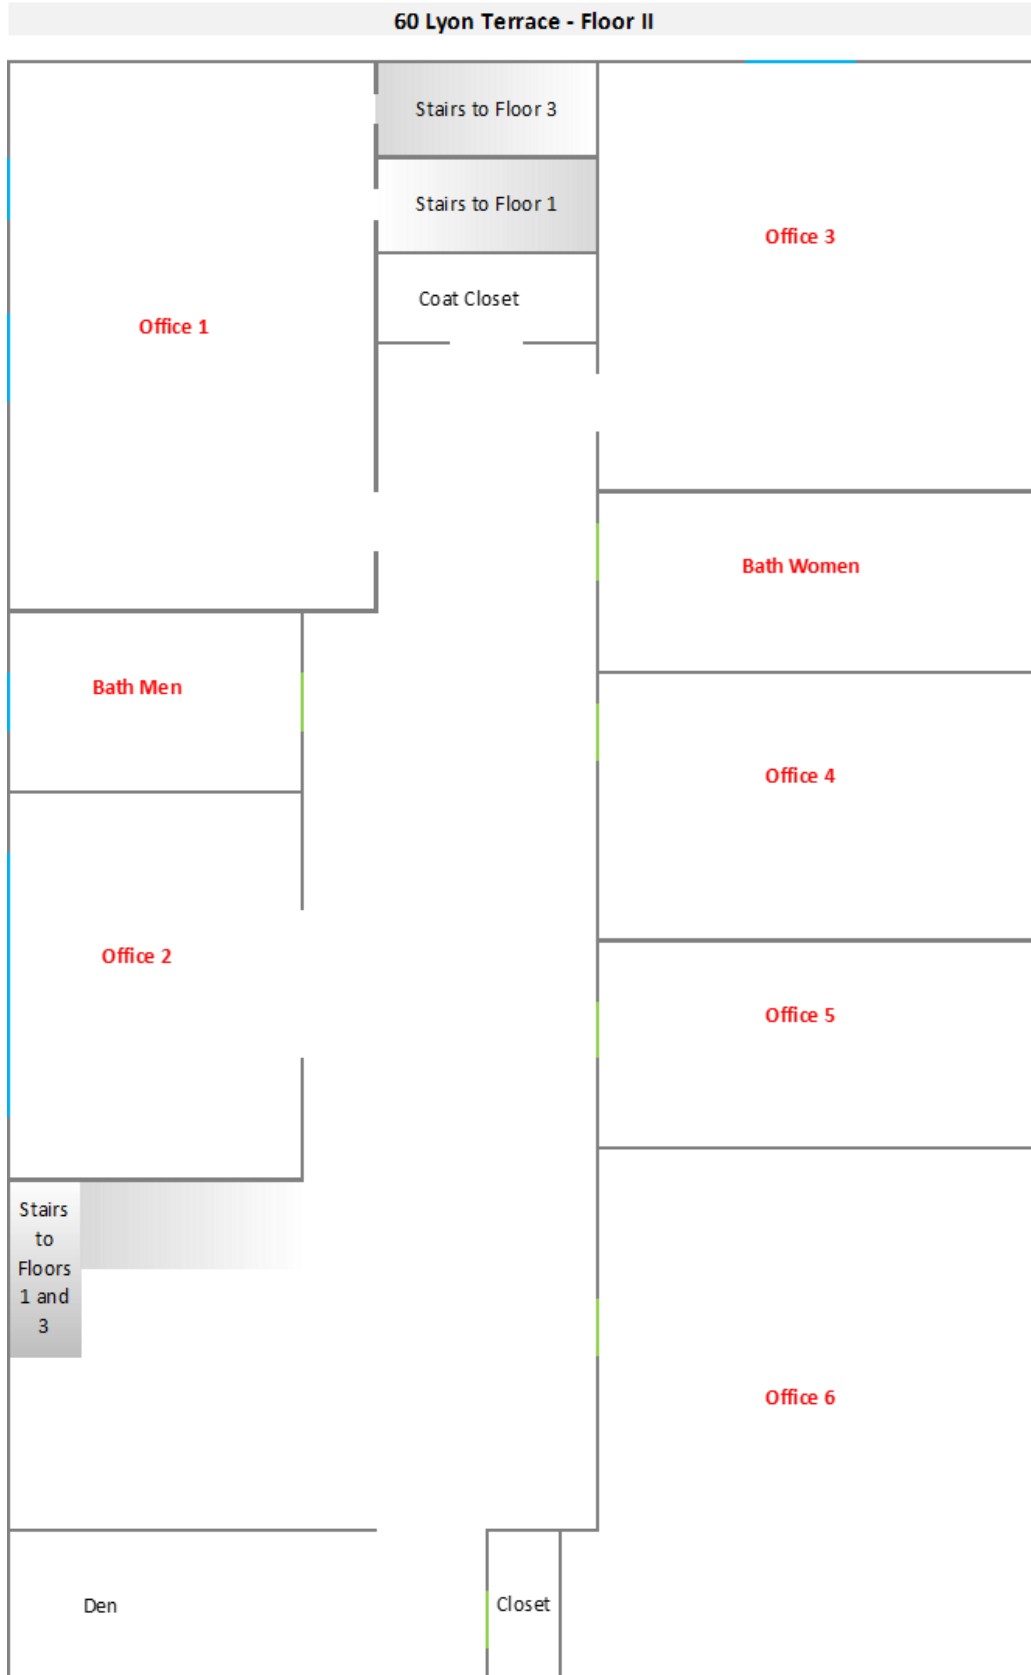 60 Lyon Terrace - Floor II
Stairs to Floor 3
Stairs to Floor 1
Office 3
Coat Closet
Office 1
Bath Women
Bath Men
Office 4
Office 2
Office 5
Stairs
to
Floors
1 and
3
Office 6
Den
Closet